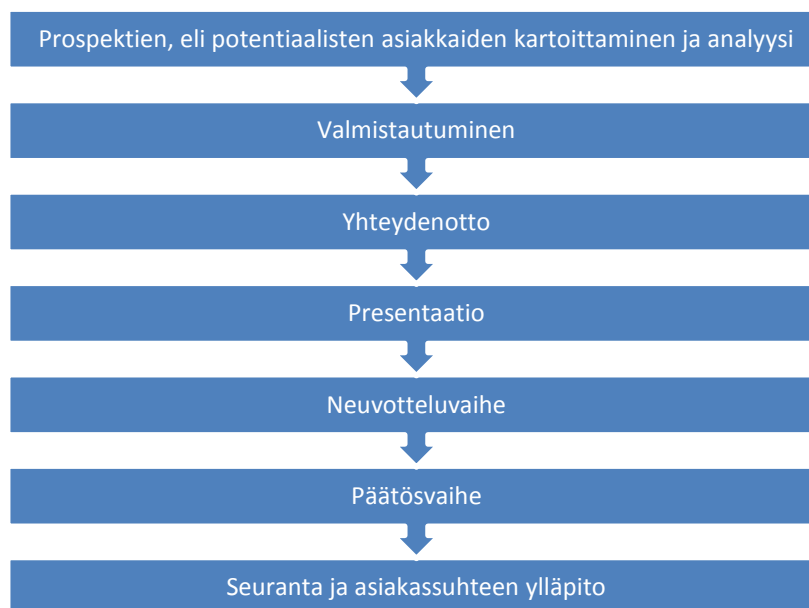 Prospektien, eli potentiaalisten asiakkaiden kartoittaminen ja analyysi
Valmistautuminen
Yhteydenotto
Presentaatio
Neuvotteluvaihe
Päätösvaihe
Seuranta ja asiakassuhteen ylläpito